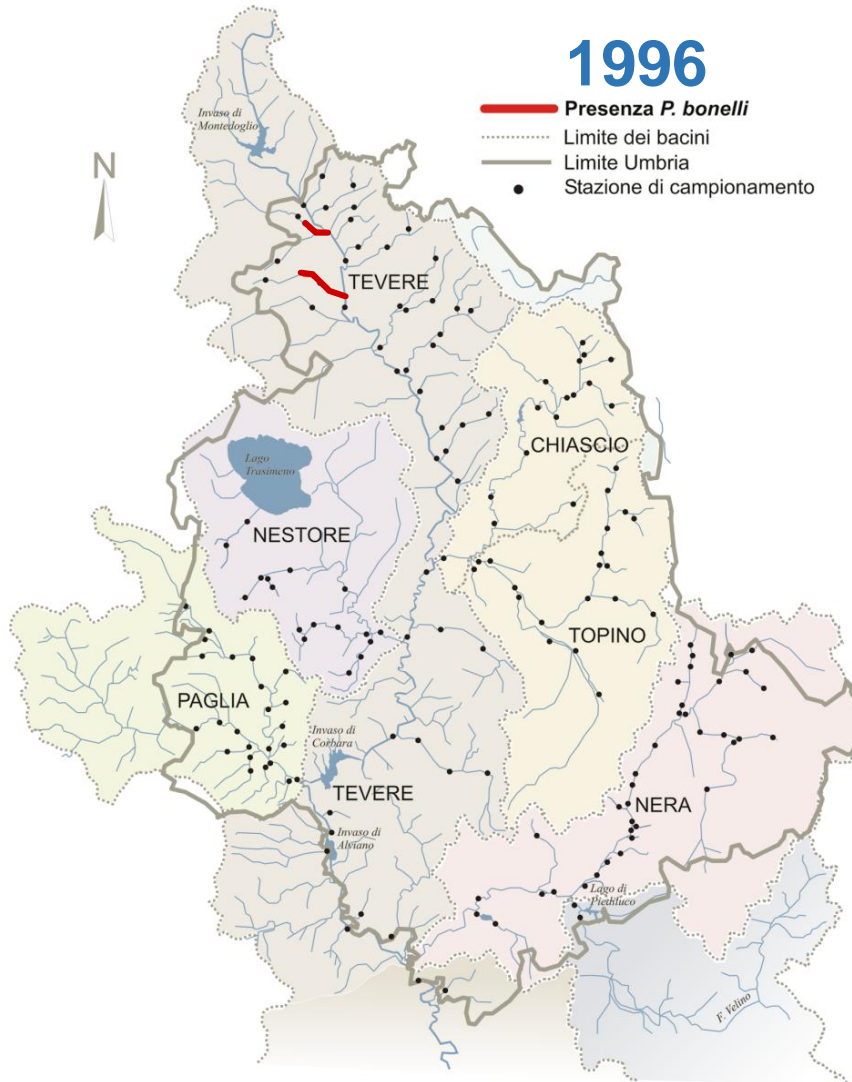 1996
Presenza P. bonelli
Limite dei bacini
Limite Umbria
Stazione di campionamento
Invaso di
Montedoglio
N
TEVERE
CHIASCIO
Lago
Trasimeno
NESTORE
TOPINO
PAGLIA
Invaso di
Corbara
TEVERE
NERA
Invaso di
Alviano
Lago di
Piediluco
F. Velino